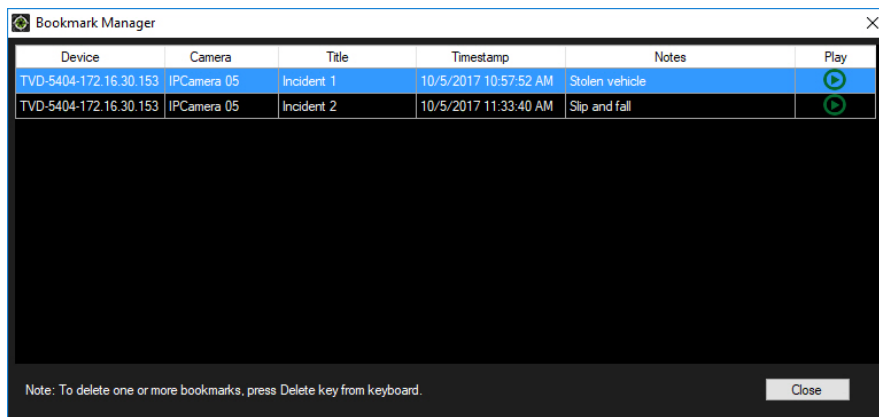 Bookmark Manager
Device Camera Title Timestamp Notes Play
TVD-5404-172.16.30.153 IPCamera 05 Incident 1 10/5/2017 10:57:52 AM Stolen vehicle
TVD-5404-172.16.30.153 IPCamera 05 Incident 2 10/5/2017 11:33:40 AM Slip and fall
Note: To delete one or more bookmarks, press Delete key from keyboard. Close